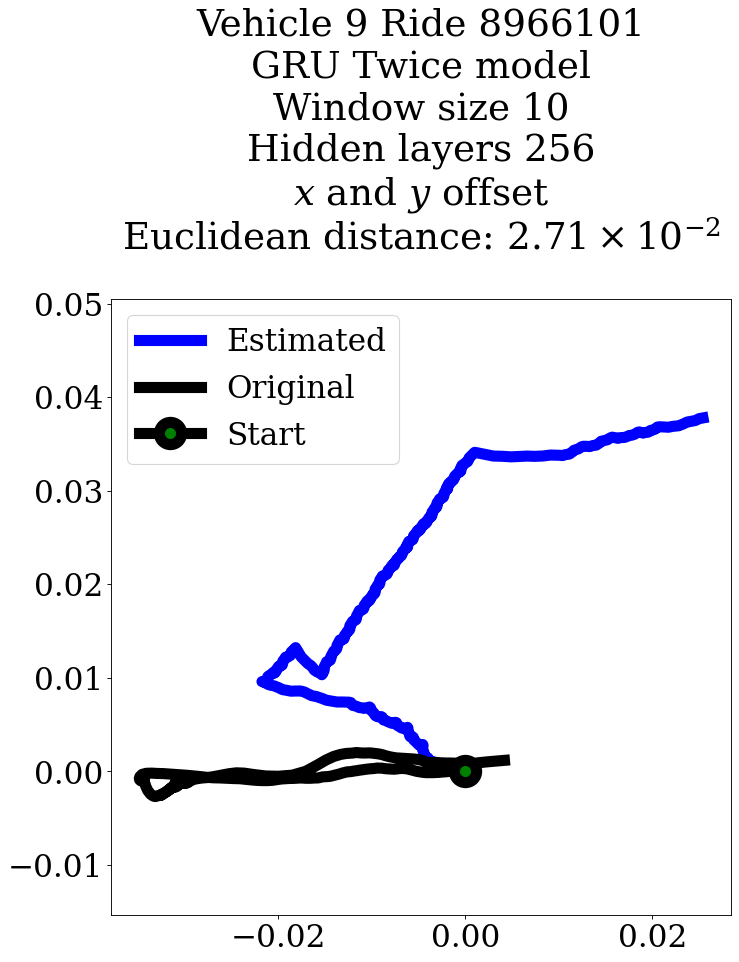 Vehicle 9 Ride 8966101
GRU Twice model
Window size 10
Hidden layers 256
x and y offset
Euclidean distance: 2.71 × 10⁻²
0.05
0.04
0.03
0.02
0.01
0.00
−0.01
Estimated
Original
Start
−0.02
0.00
0.02